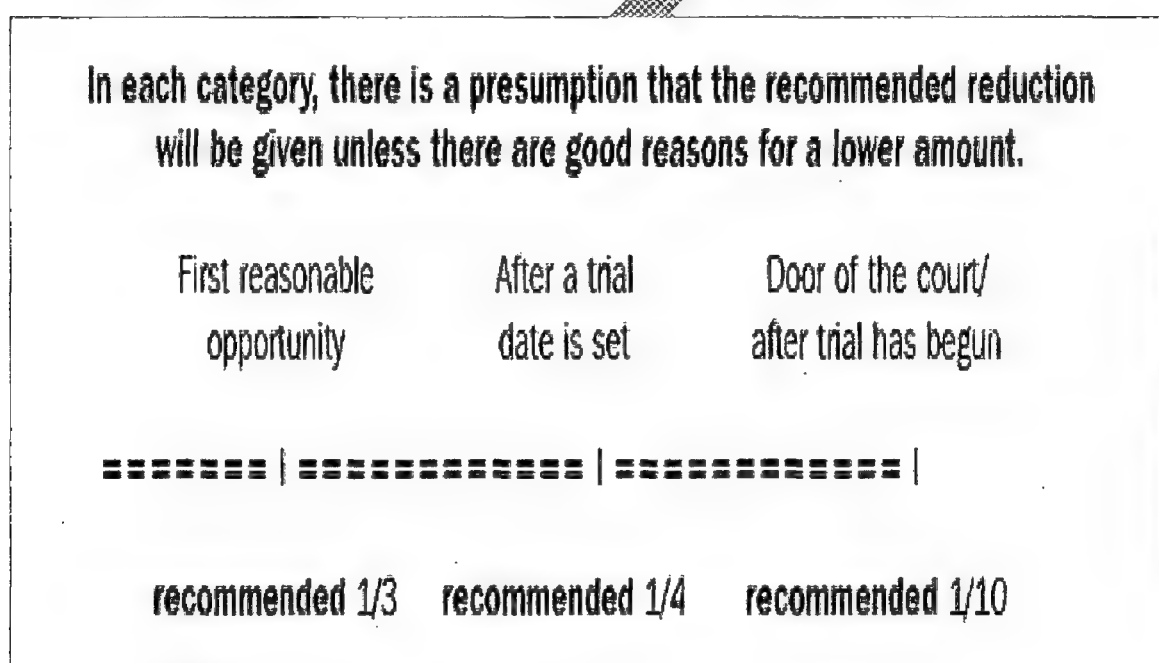 In each category, there is a presumption that the recommended reduction
will be given unless there are good reasons for a lower amount.
First reasonable After a trial Door of the court/
opportunity date is set after trial has begun
======= | ============ | ============ |
recommended 1/3 recommended 1/4 recommended 1/10